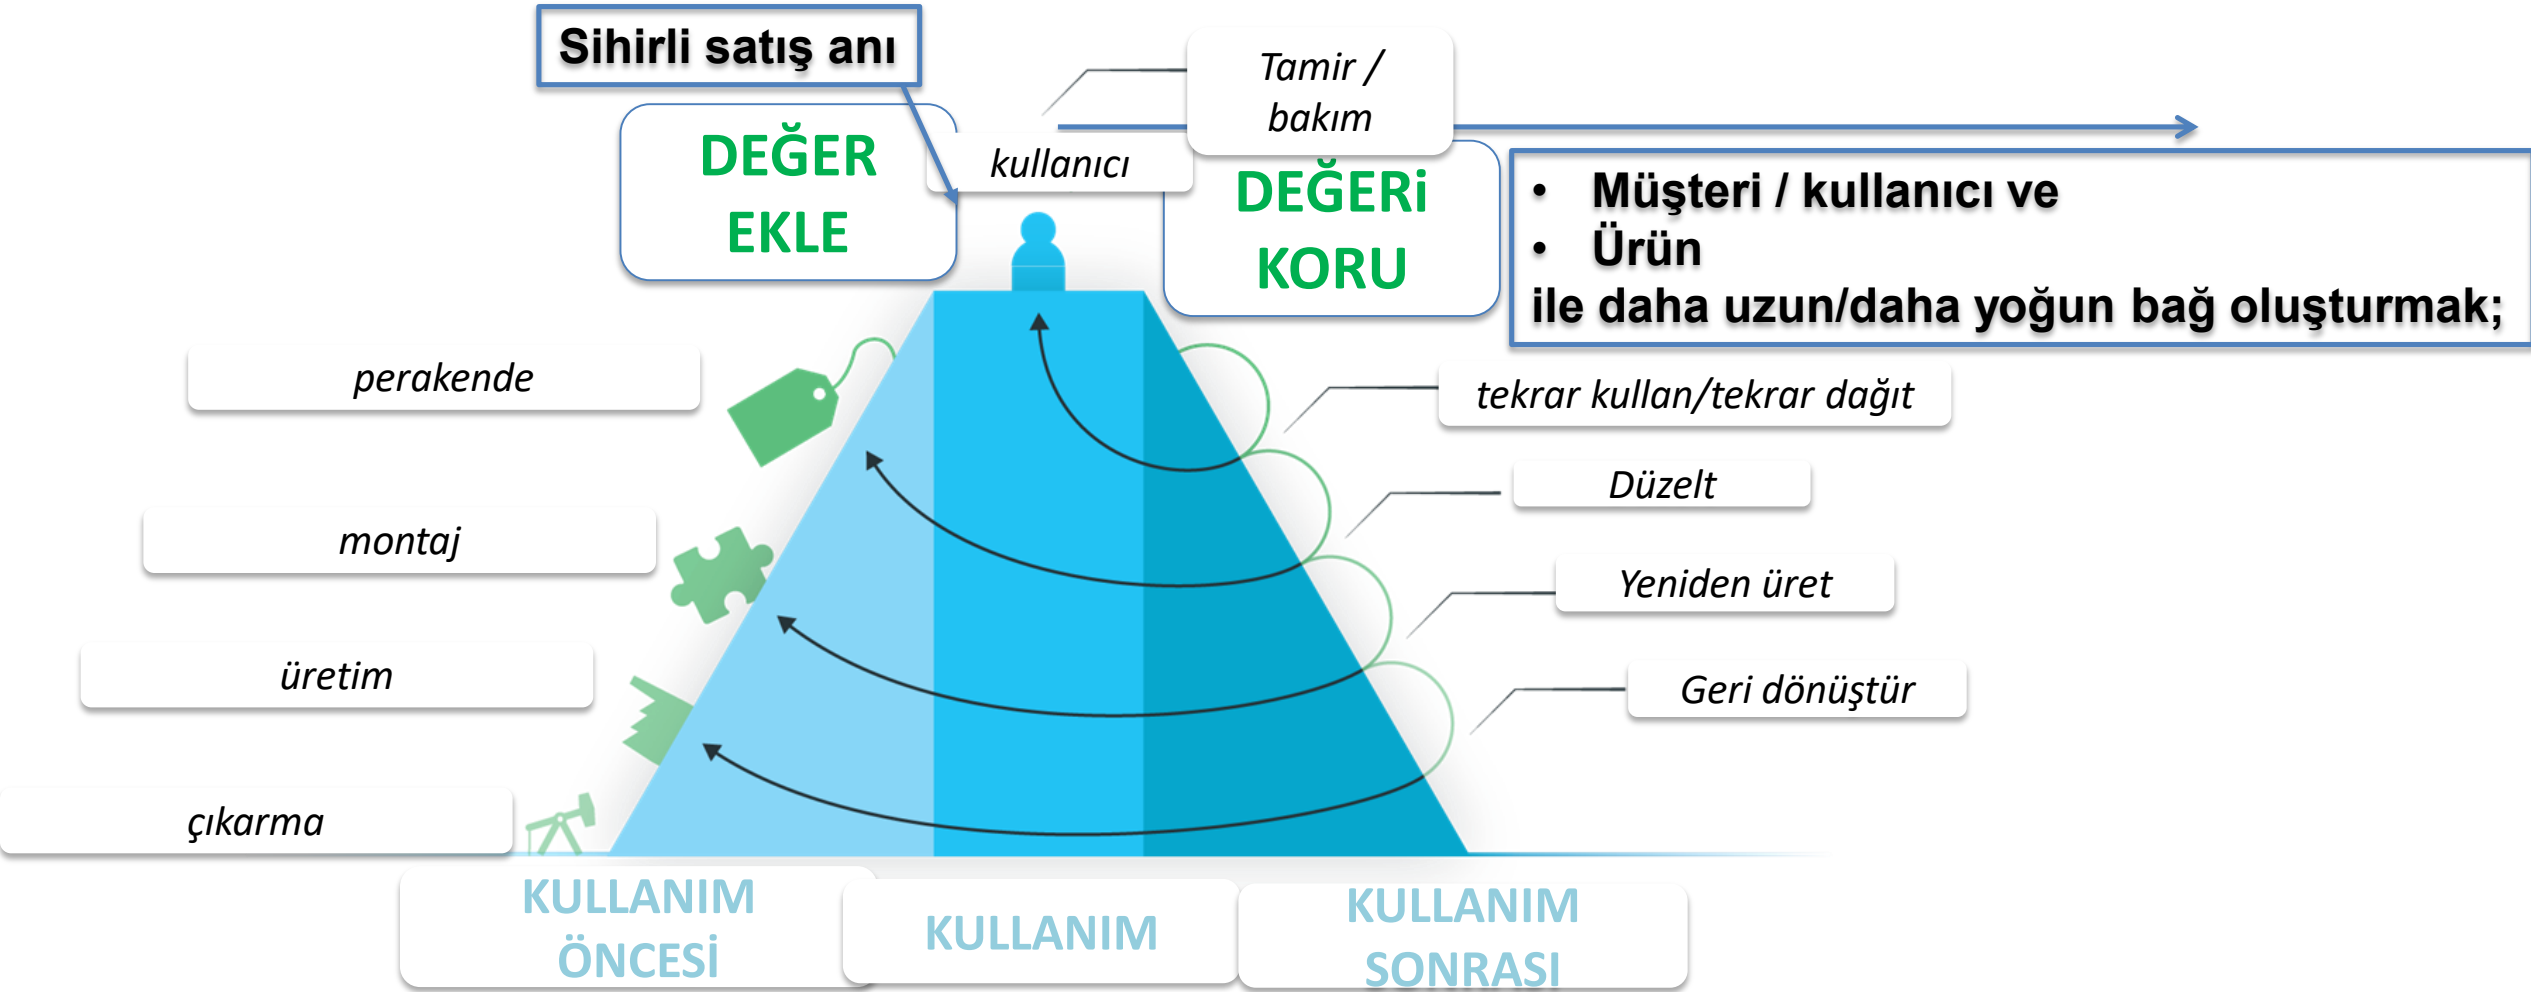 Sihirli satış anı
Tamir /
bakım
DEĞER
EKLE
kullanıcı
DEĞERi
KORU
• Müşteri / kullanıcı ve
• Ürün
ile daha uzun/daha yoğun bağ oluşturmak;
perakende
tekrar kullan/tekrar dağıt
Düzelt
montaj
Yeniden üret
üretim
Geri dönüştür
çıkarma
KULLANIM
ÖNCESİ
KULLANIM
KULLANIM
SONRASI